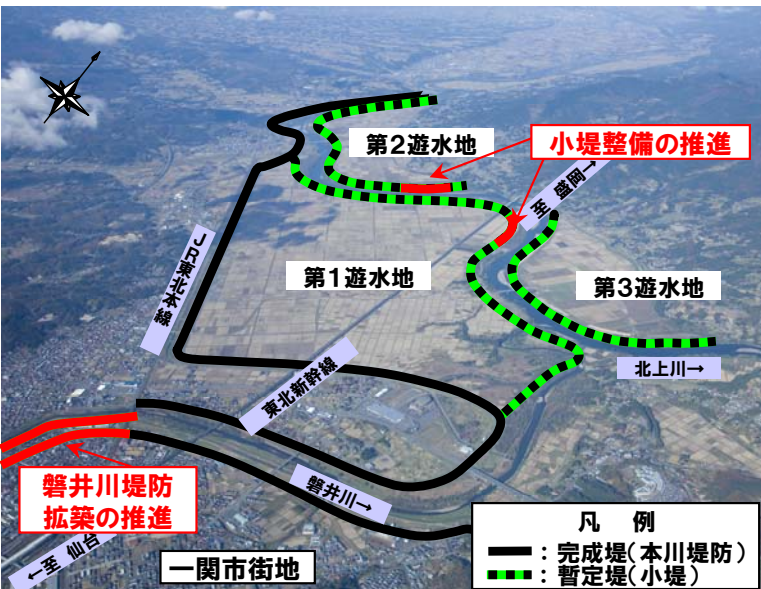 第2遊水地
小堤整備の推進
至 盛岡→
JR東北本線
第1遊水地
第3遊水地
東北新幹線
北上川→
磐井川堤防
拡築の推進
磐井川→
←至 仙台
一関市街地
凡 例
:完成堤(本川堤防)
:暫定堤(小堤)